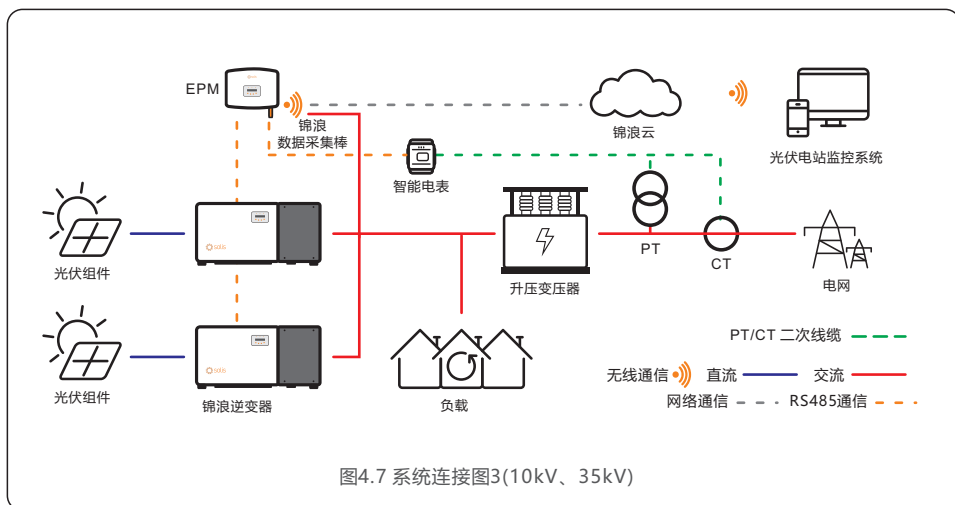 EPM
锦浪
数据采集棒
锦浪云
光伏电站监控系统
智能电表
光伏组件
solis
升压变压器
PT
CT
电网
光伏组件
solis
锦浪逆变器
负载
PT/CT 二次线缆
无线通信
直流
交流
网络通信
RS485通信
图4.7 系统连接图3(10kV、35kV)